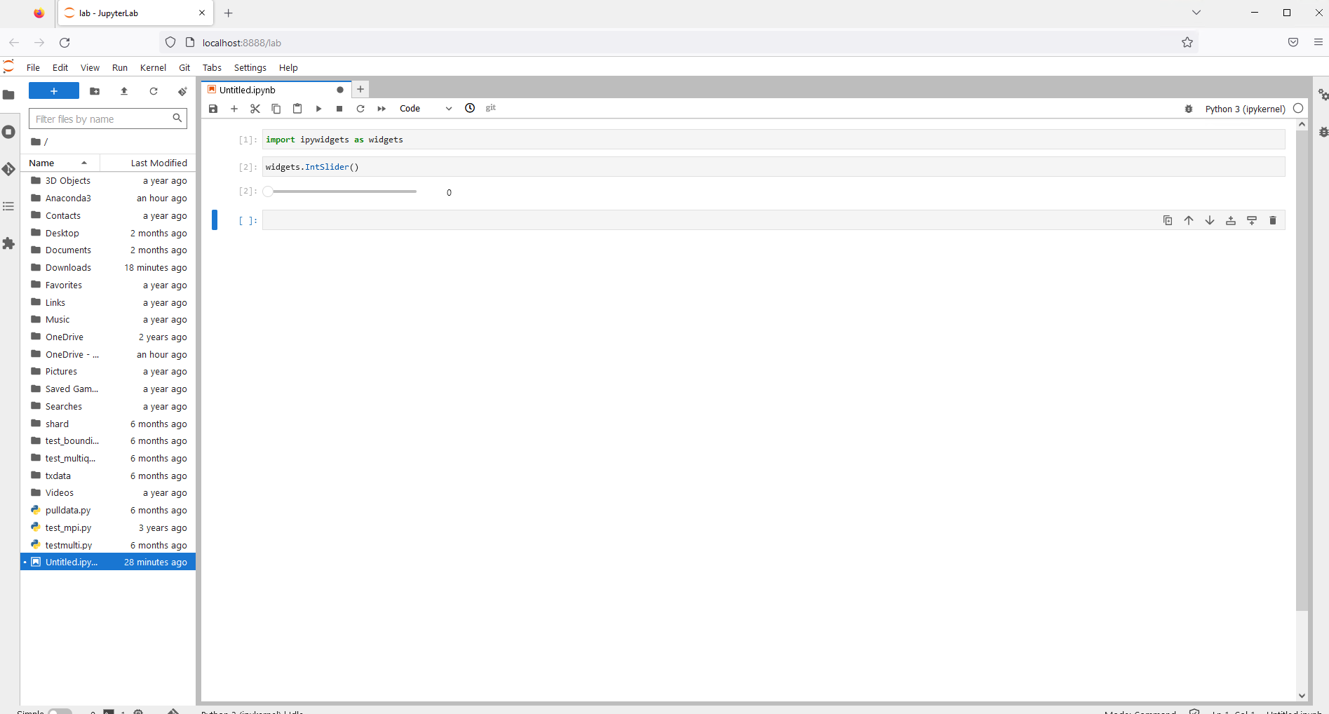 lab - JupyterLab
localhost:8888/lab
File Edit View Run Kernel Git Tabs Settings Help
Untitled.ipynb
Code git Python 3 (ipykernel)
Filter files by name
/
Name Last Modified
3D Objects a year ago
Anaconda3 an hour ago
Contacts a year ago
Desktop 2 months ago
Documents 2 months ago
Downloads 18 minutes ago
Favorites a year ago
Links a year ago
Music a year ago
OneDrive 2 years ago
OneDrive - ... an hour ago
Pictures a year ago
Saved Gam... a year ago
Searches a year ago
shard 6 months ago
test_boundi... 6 months ago
test_multiq... 6 months ago
txdata 6 months ago
Videos a year ago
pulldata.py 6 months ago
test_mpi.py 3 years ago
testmulti.py 6 months ago
Untitled.ipy... 28 minutes ago
[1]: import ipywidgets as widgets
[2]: widgets.IntSlider()
[2]: 0
[ ]:
Simple 0 1 Python 3 (ipykernel) | Idle Mode: Command Ln 1, Col 1 Untitled.ipynb